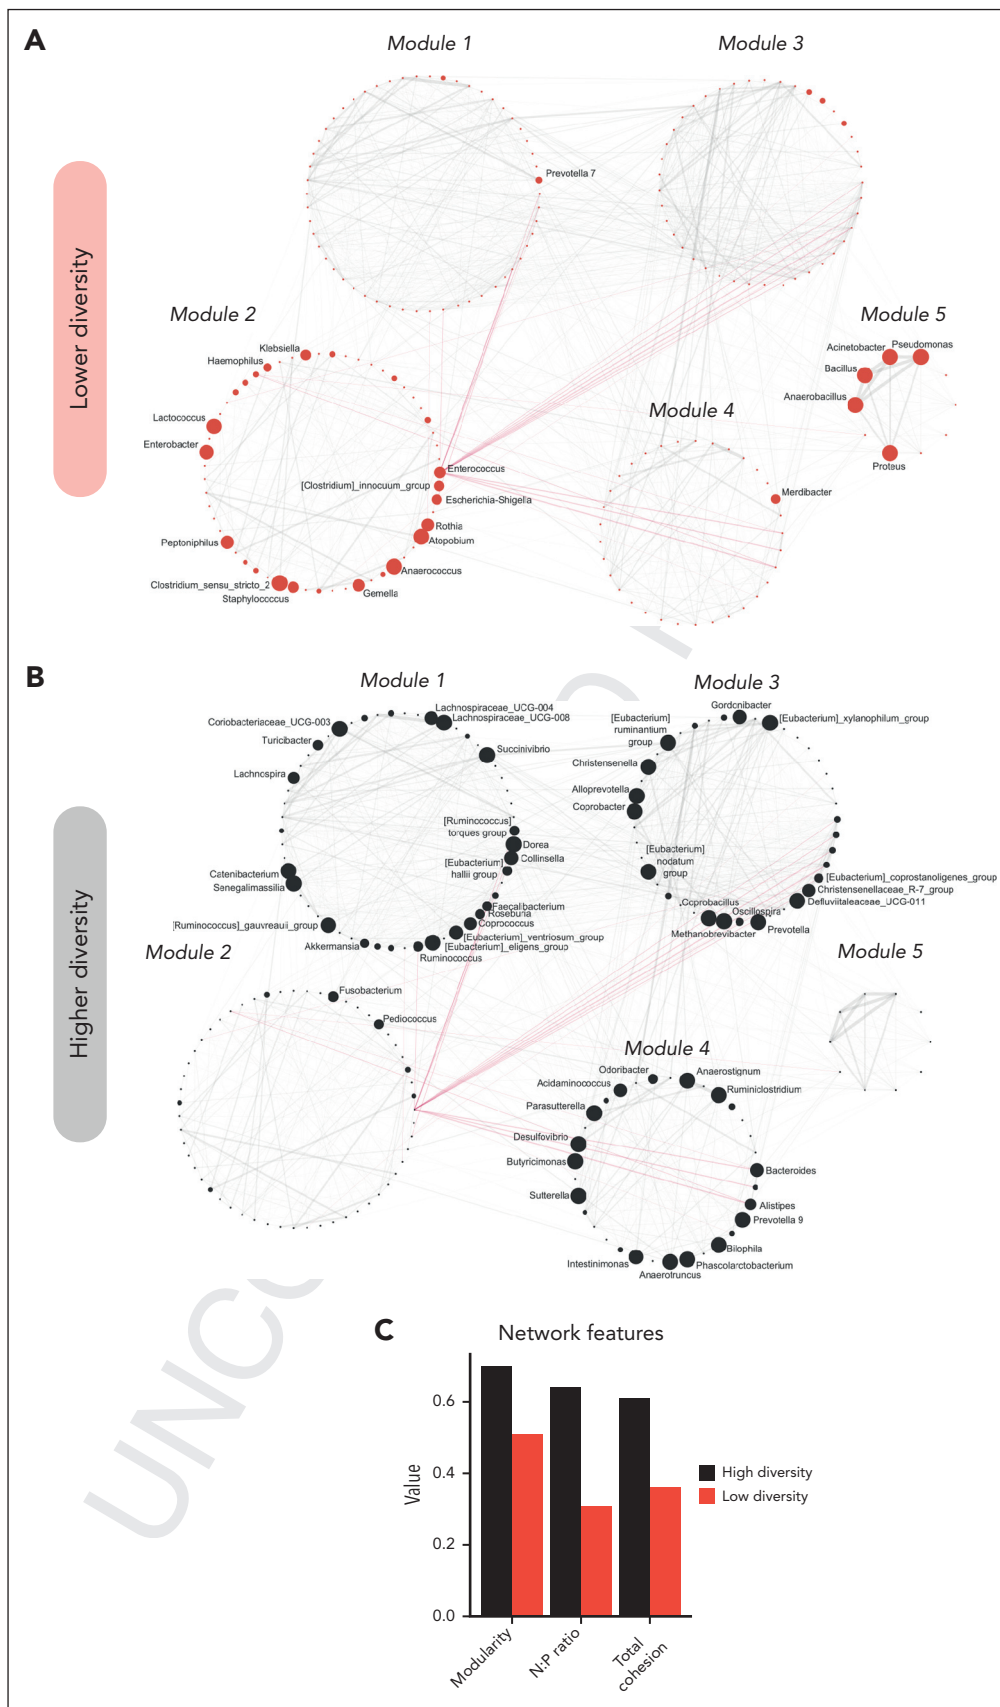 A
Module 1
Module 3
Lower diversity
Prevotella 7
Module 2
Module 5
Klebsiella
Haemophilus
Acinetobacter
Pseudomonas
Bacillus
Anaerobacillus
Lactococcus
Enterobacter
Module 4
Proteus
Enterococcus
[Clostridium]_innocuum_grcup
Escherichia-Shigella
Merdibacter
Rothia
Atopobium
Peptoniphilus
Anaerococcus
Clostridium_sensu_stricto_2
Staphyloccccus
Gemella
B
Module 1
Module 3
Higher diversity
Lachnospiraceae_UCG-004
Lachnospiraceae_UCG-008
Coriobacteriaceae_UCG-003
Turicibacter
Succinivibrio
Lachnospira
[Ruminccoccus]
torques group
Dorea
Collinsella
[Eubacterium]
hallii group
Catenibacterium
Senegalimassilia
Faecalibacterium
Roseburia
Coprococcus
[Ruminococcus]_gauvreauii_group
[Eubacterium]_ventriosum_group
[Eubacterium]_eligens_group
Akkermansia
Ruminococcus
Gordcnibacter
[Eubacterium]_xylanophilum_group
[Eubacterium]
ruminantium
group
Christensenella
Alloprevotella
Coprobacter
[Eubacterium]
nodatum
group
[Eubacterium]_coprostanoligenes_group
Christensenellaceae_R-7_group
Defluviitaleaceae_UCG-011
Coprobacillus
Oscillospira
Methanobrevibacter
Prevotella
Module 2
Module 5
Fusobacterium
Pediococcus
Module 4
Odoribacter
Anaerostignum
Acidaminococcus
Ruminiclostridium
Parasutterella
Desulfovibrio
Butyricimonas
Bacteroides
Sutterella
Alistipes
Prevotella 9
Bilophila
Intestinimonas
Phascolarctobacterium
Anaerotruncus
UNCO
C
Network features
Value
0.6
0.4
0.2
0.0
High diversity
Low diversity
Modularity
N:P ratio
Total
cohesion